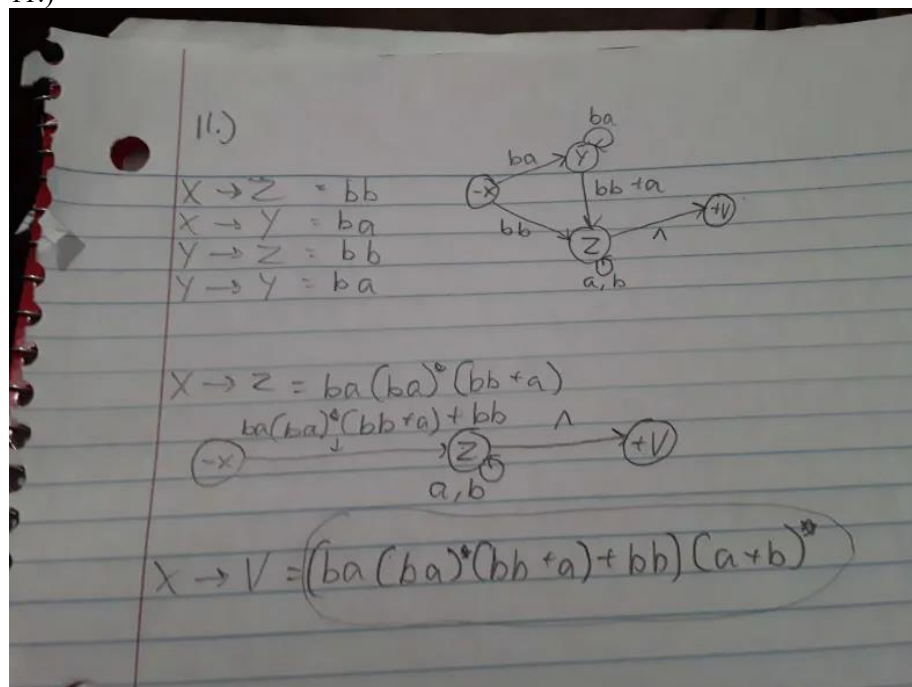 11.)
11.)
ba
ba
Y
X → Z = bb
-X
bb +a
+V
X → Y = ba
bb
Z
Λ
Y → Z = bb
a, b
Y → Y = ba
X → Z = ba(ba)*(bb +a)
ba(ba)*(bb+a) + bb
Λ
-X
Z
+V
a, b
X → V = (ba (ba)*(bb +a) + bb) (a+b)*